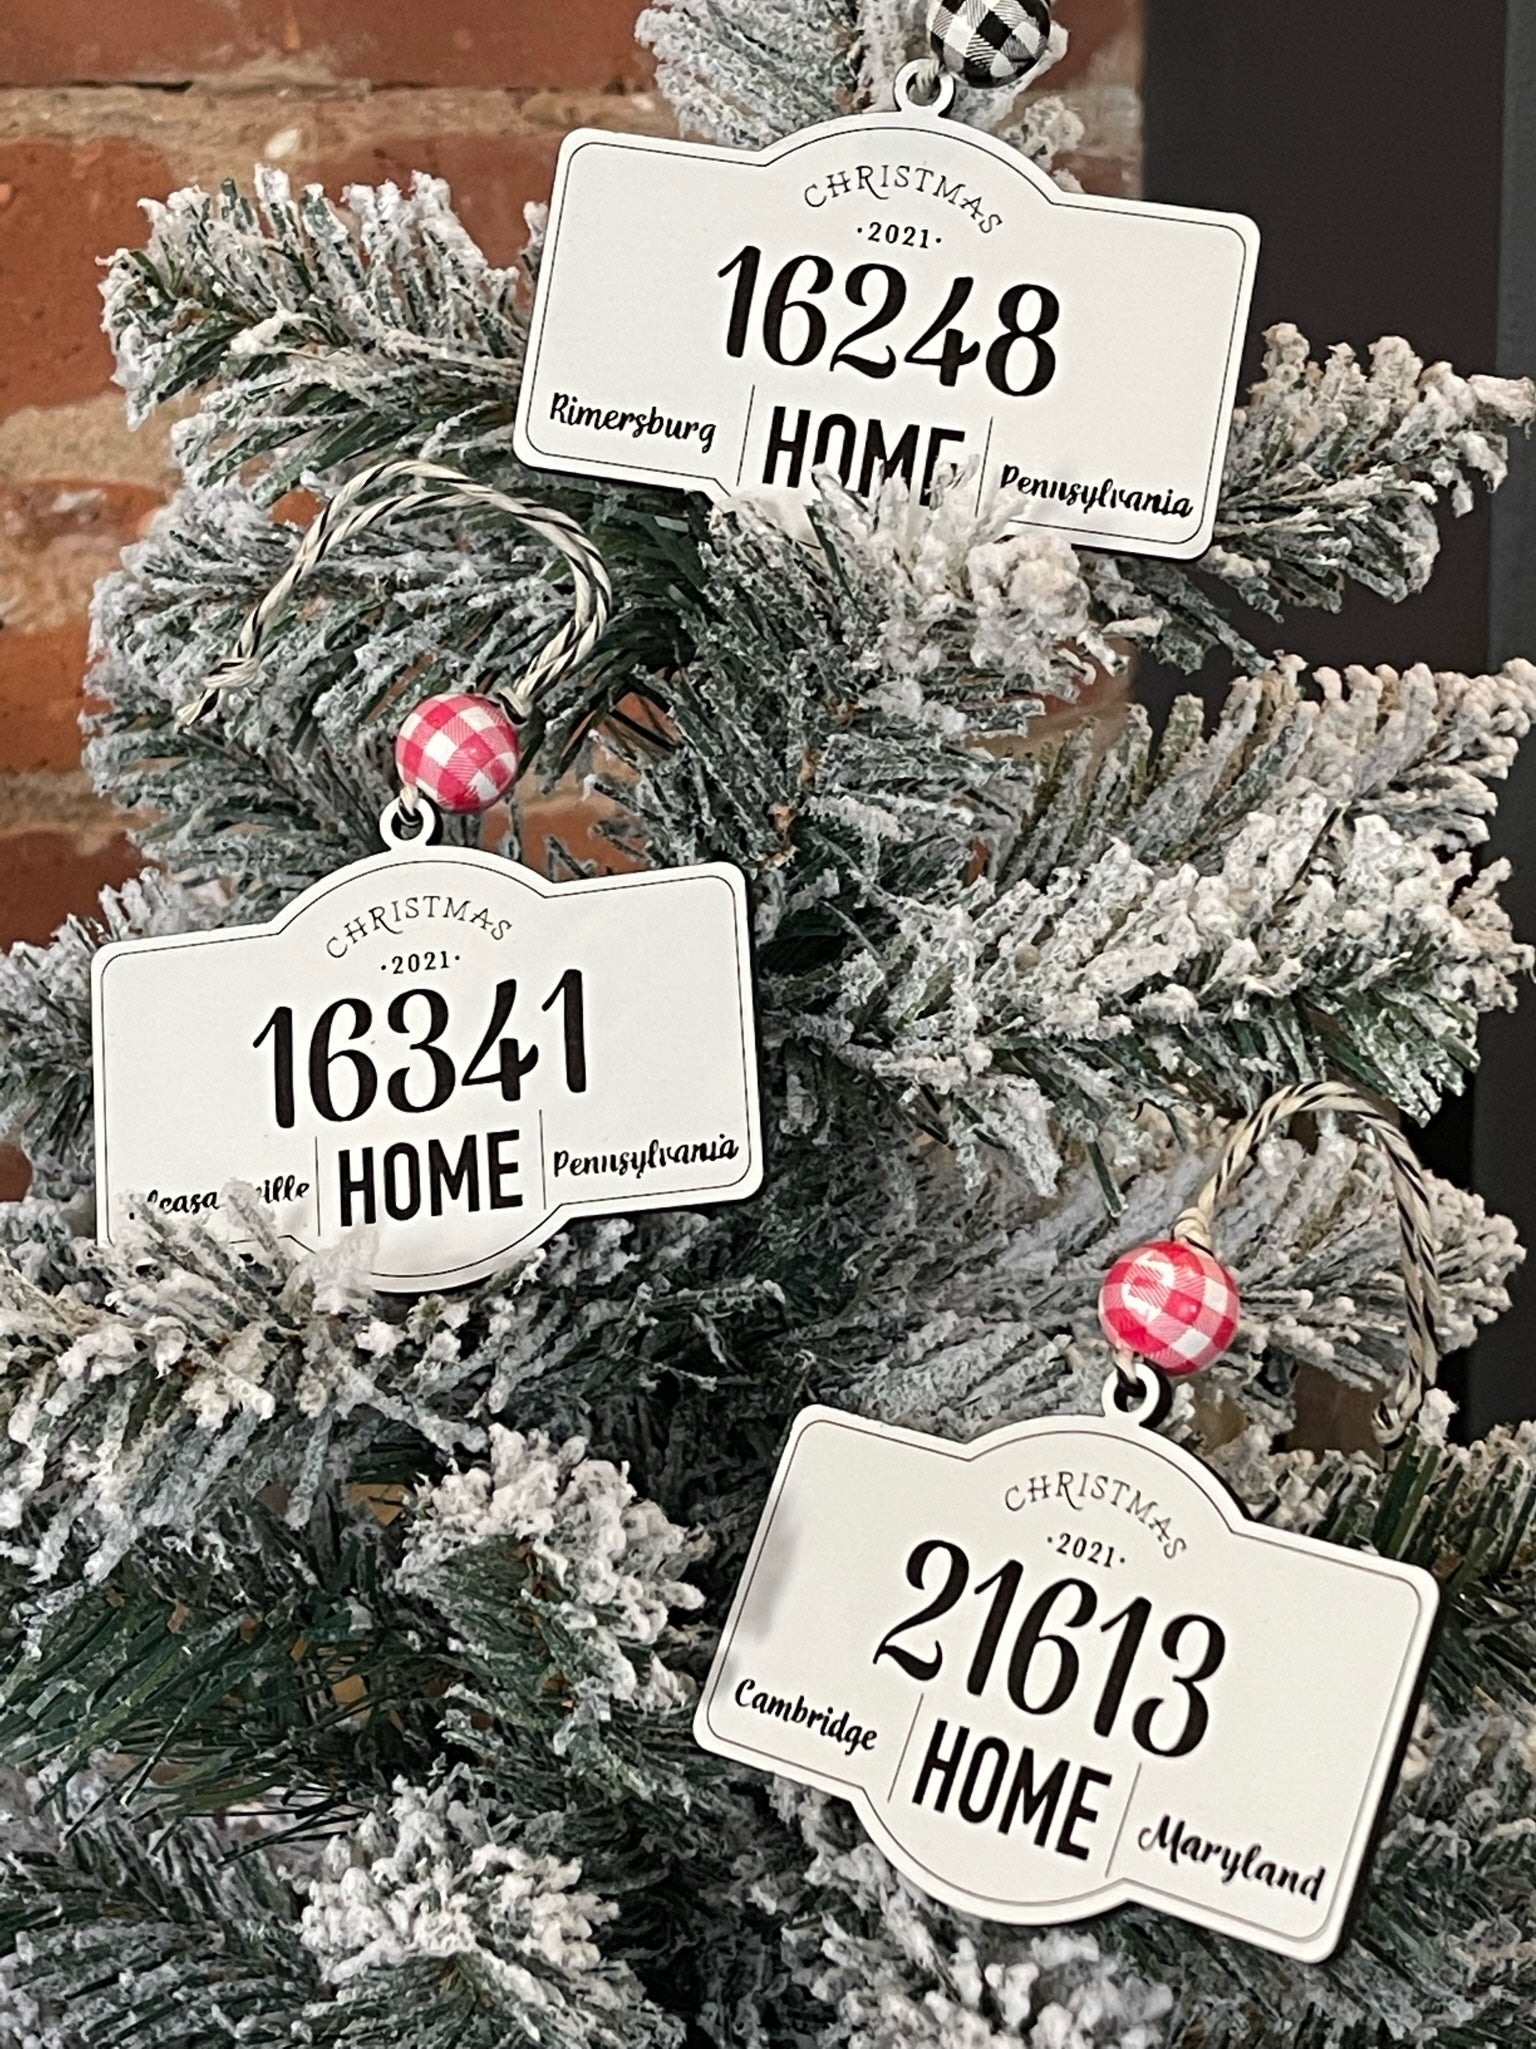 CHRISTMAS
·2021·
16248
Rimersburg HOME Pennsylvania
CHRISTMAS
·2021·
16341
HOME Pennsylvania
CHRISTMAS
·2021·
21613
Cambridge HOME Maryland